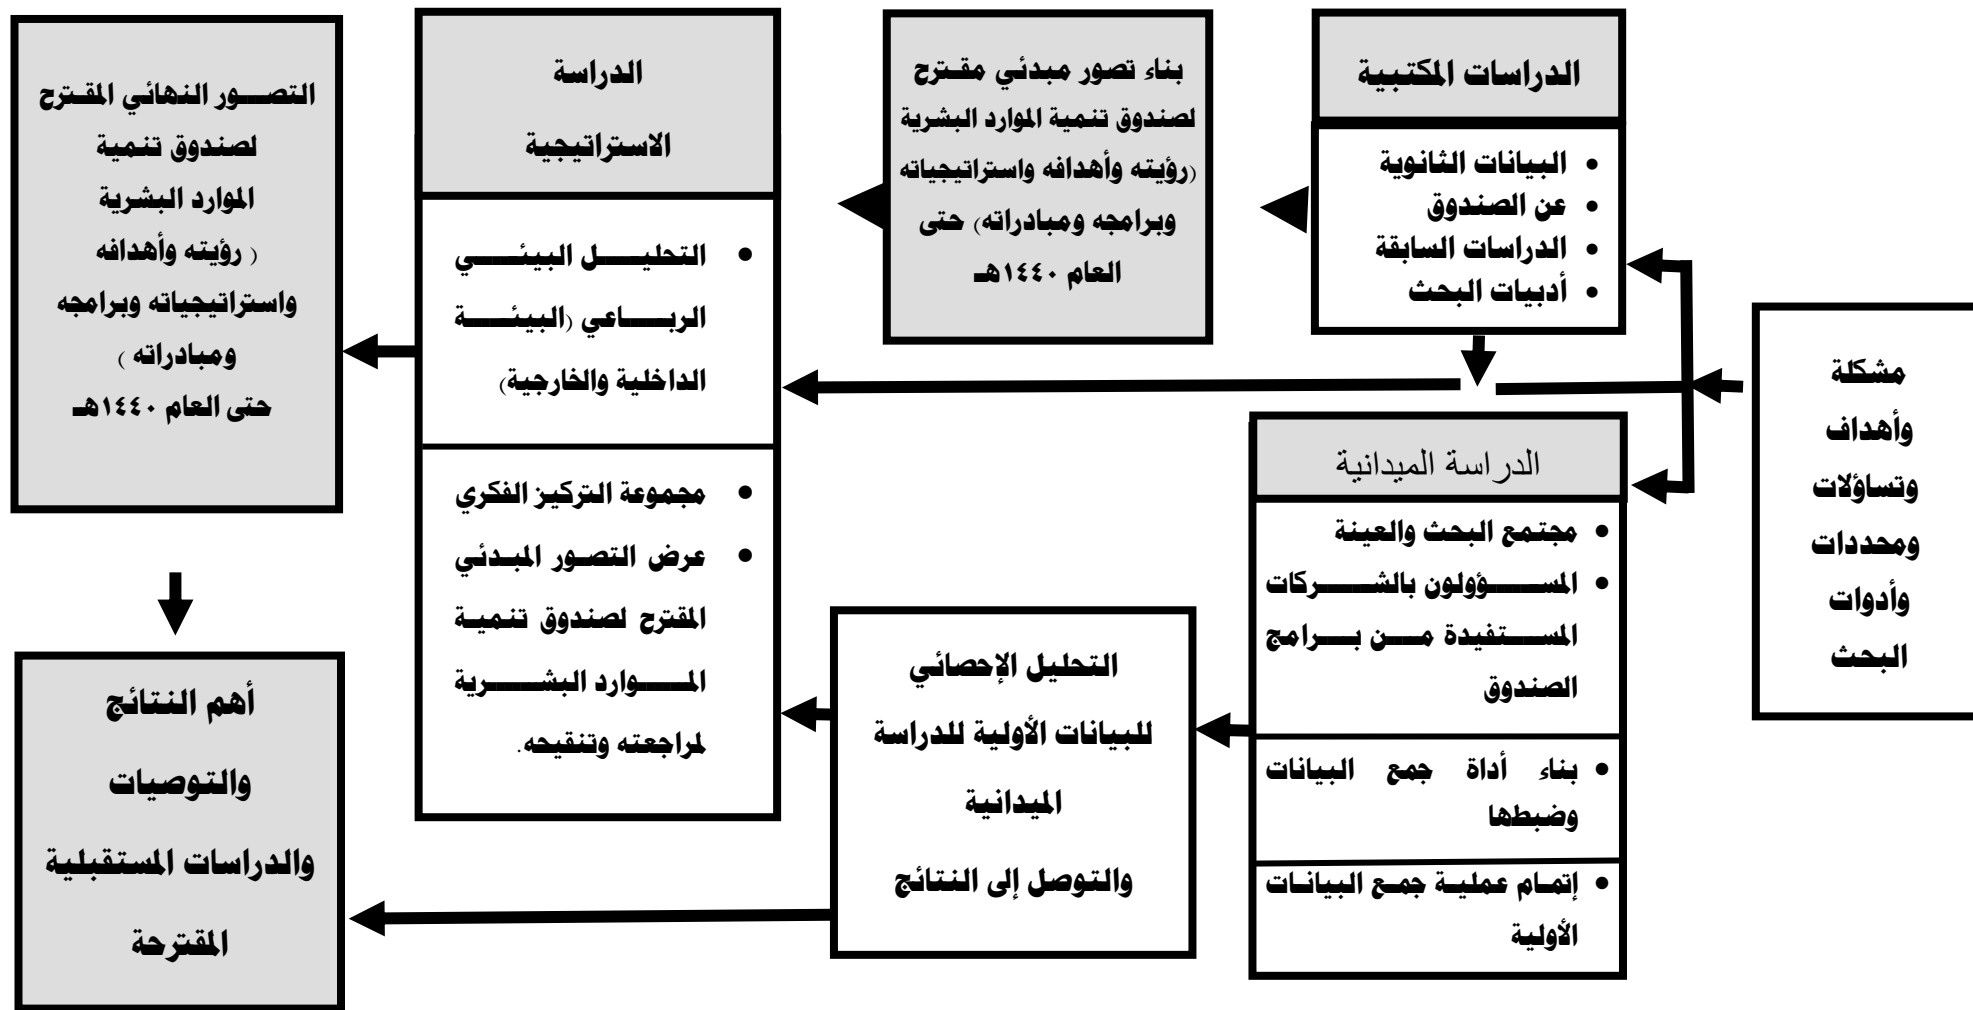 مشكلة
وأهداف
وتساؤلات
ومحددات
وأدوات
البحث
الدراسات المكتبية
• البيانات الثانوية
• عن الصندوق
• الدراسات السابقة
• أدبيات البحث
الدراسة الميدانية
• مجتمع البحث والعينة
• المسؤولون بالشركات
المستفيدة من برامج
الصندوق
• بناء أداة جمع البيانات
وضبطها
• إتمام عملية جمع البيانات
الأولية
بناء تصور مبدئي مقترح
لصندوق تنمية الموارد البشرية
(رؤيته وأهدافه واستراتيجياته
وبرامجه ومبادراته) حتى
العام ١٤٤٠هـ
التحليل الإحصائي
للبيانات الأولية للدراسة
الميدانية
والتوصل إلى النتائج
الدراسة
الاستراتيجية
• التحليل البيئي
الرباعي (البيئة
الداخلية والخارجية)
• مجموعة التركيز الفكري
• عرض التصور المبدئي
المقترح لصندوق تنمية
الموارد البشرية
لمراجعته وتنقيحه.
التصور النهائي المقترح
لصندوق تنمية
الموارد البشرية
( رؤيته وأهدافه
واستراتيجياته وبرامجه
ومبادراته )
حتى العام ١٤٤٠هـ
أهم النتائج
والتوصيات
والدراسات المستقبلية
المقترحة